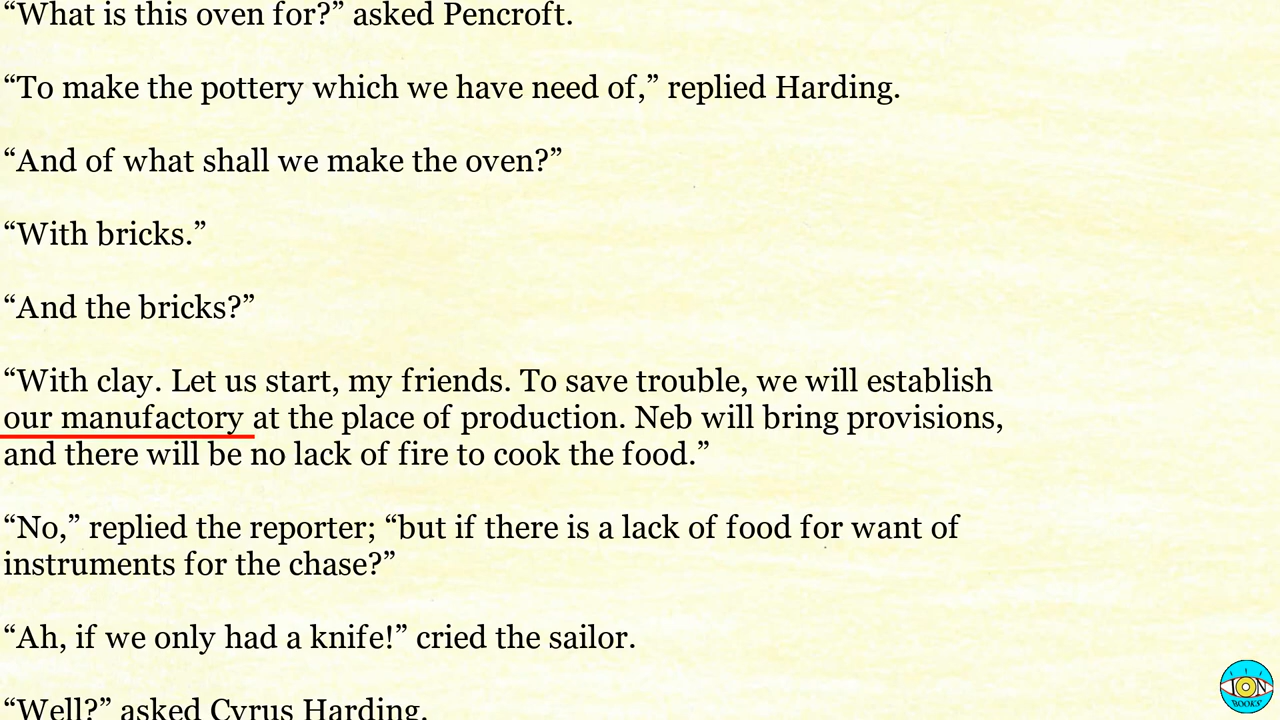 “What is this oven for?” asked Pencroft.
“To make the pottery which we have need of,” replied Harding.
“And of what shall we make the oven?”
“With bricks.”
“And the bricks?”
“With clay. Let us start, my friends. To save trouble, we will establish
our manufactory at the place of production. Neb will bring provisions,
and there will be no lack of fire to cook the food.”
“No,” replied the reporter; “but if there is a lack of food for want of
instruments for the chase?”
“Ah, if we only had a knife!” cried the sailor.
“Well?” asked Cyrus Harding.
ION
BOOKS